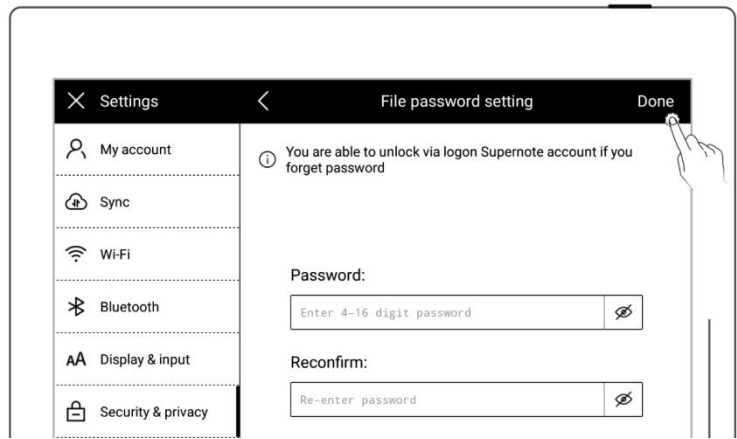 Settings
File password setting
Done
My account
Sync
Wi-Fi
Bluetooth
AA Display & input
Security & privacy
You are able to unlock via logon Supernote account if you
forget password
Password:
Enter 4-16 digit password
Reconfirm:
Re-enter password